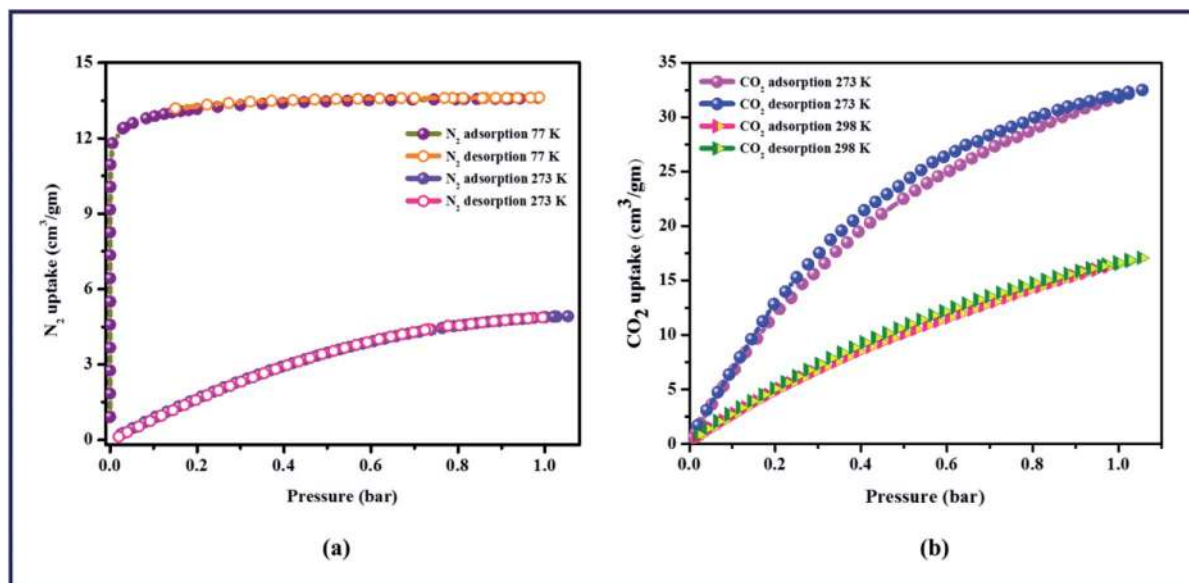 15
12
9
6
3
0
N₂ uptake (cm³/gm)
N₂ adsorption 77 K
N₂ desorption 77 K
N₂ adsorption 273 K
N₂ desorption 273 K
0.0 0.2 0.4 0.6 0.8 1.0
Pressure (bar)
(a)
35
30
25
20
15
10
5
0
CO₂ uptake (cm³/gm)
CO₂ adsorption 273 K
CO₂ desorption 273 K
CO₂ adsorption 298 K
CO₂ desorption 298 K
0.0 0.2 0.4 0.6 0.8 1.0
Pressure (bar)
(b)